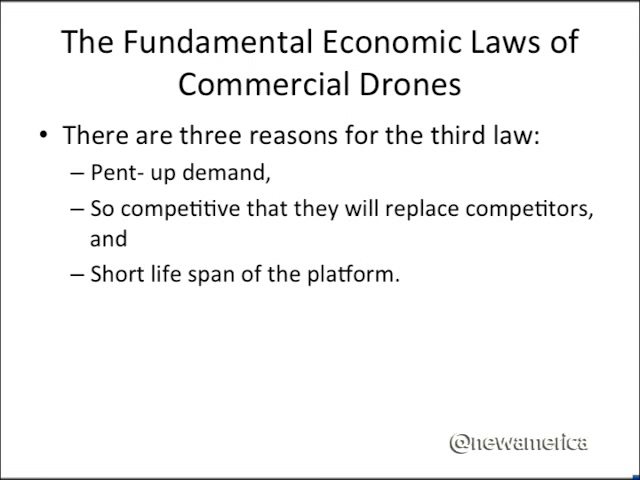 The Fundamental Economic Laws of
Commercial Drones
• There are three reasons for the third law:
– Pent- up demand,
– So competitive that they will replace competitors,
and
– Short life span of the platform.
@newamerica